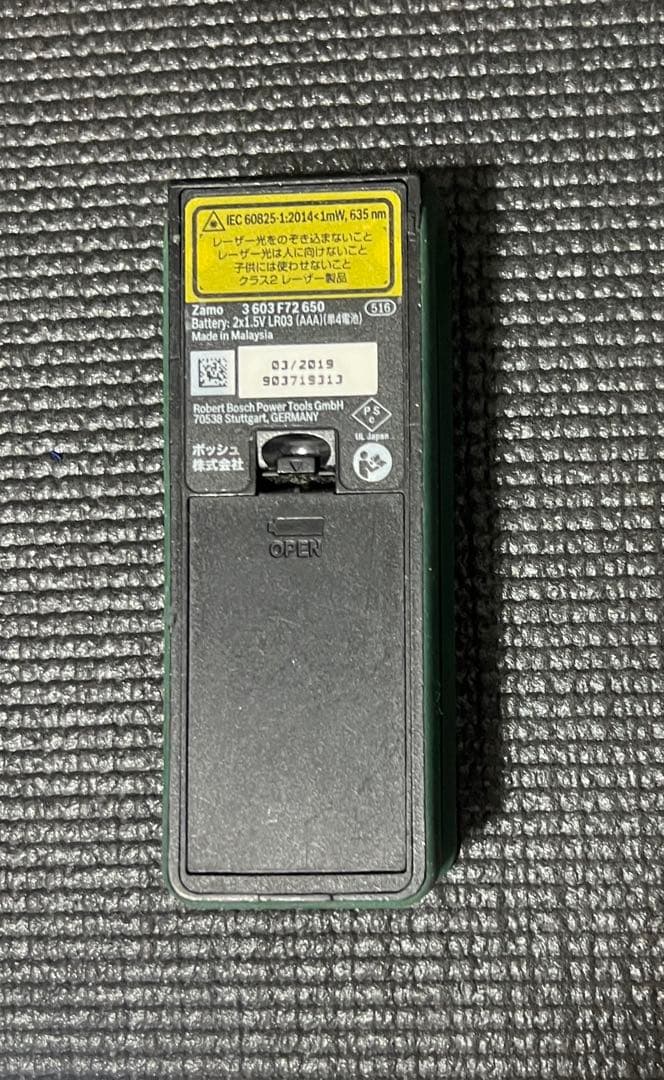 IEC 60825-1:2014<1mW, 635 nm
レーザー光をのぞき込まないこと
レーザー光は人に向けないこと
子供には使わせないこと
クラス2 レーザー製品
Zamo 3 603 F72 650 516
Battery: 2x1.5V LR03 (AAA)(単4電池)
Made in Malaysia
03/2019
903719313
Robert Bosch Power Tools GmbH
70538 Stuttgart, GERMANY
PS
E
UL Japan
ボッシュ
株式会社
OPEN